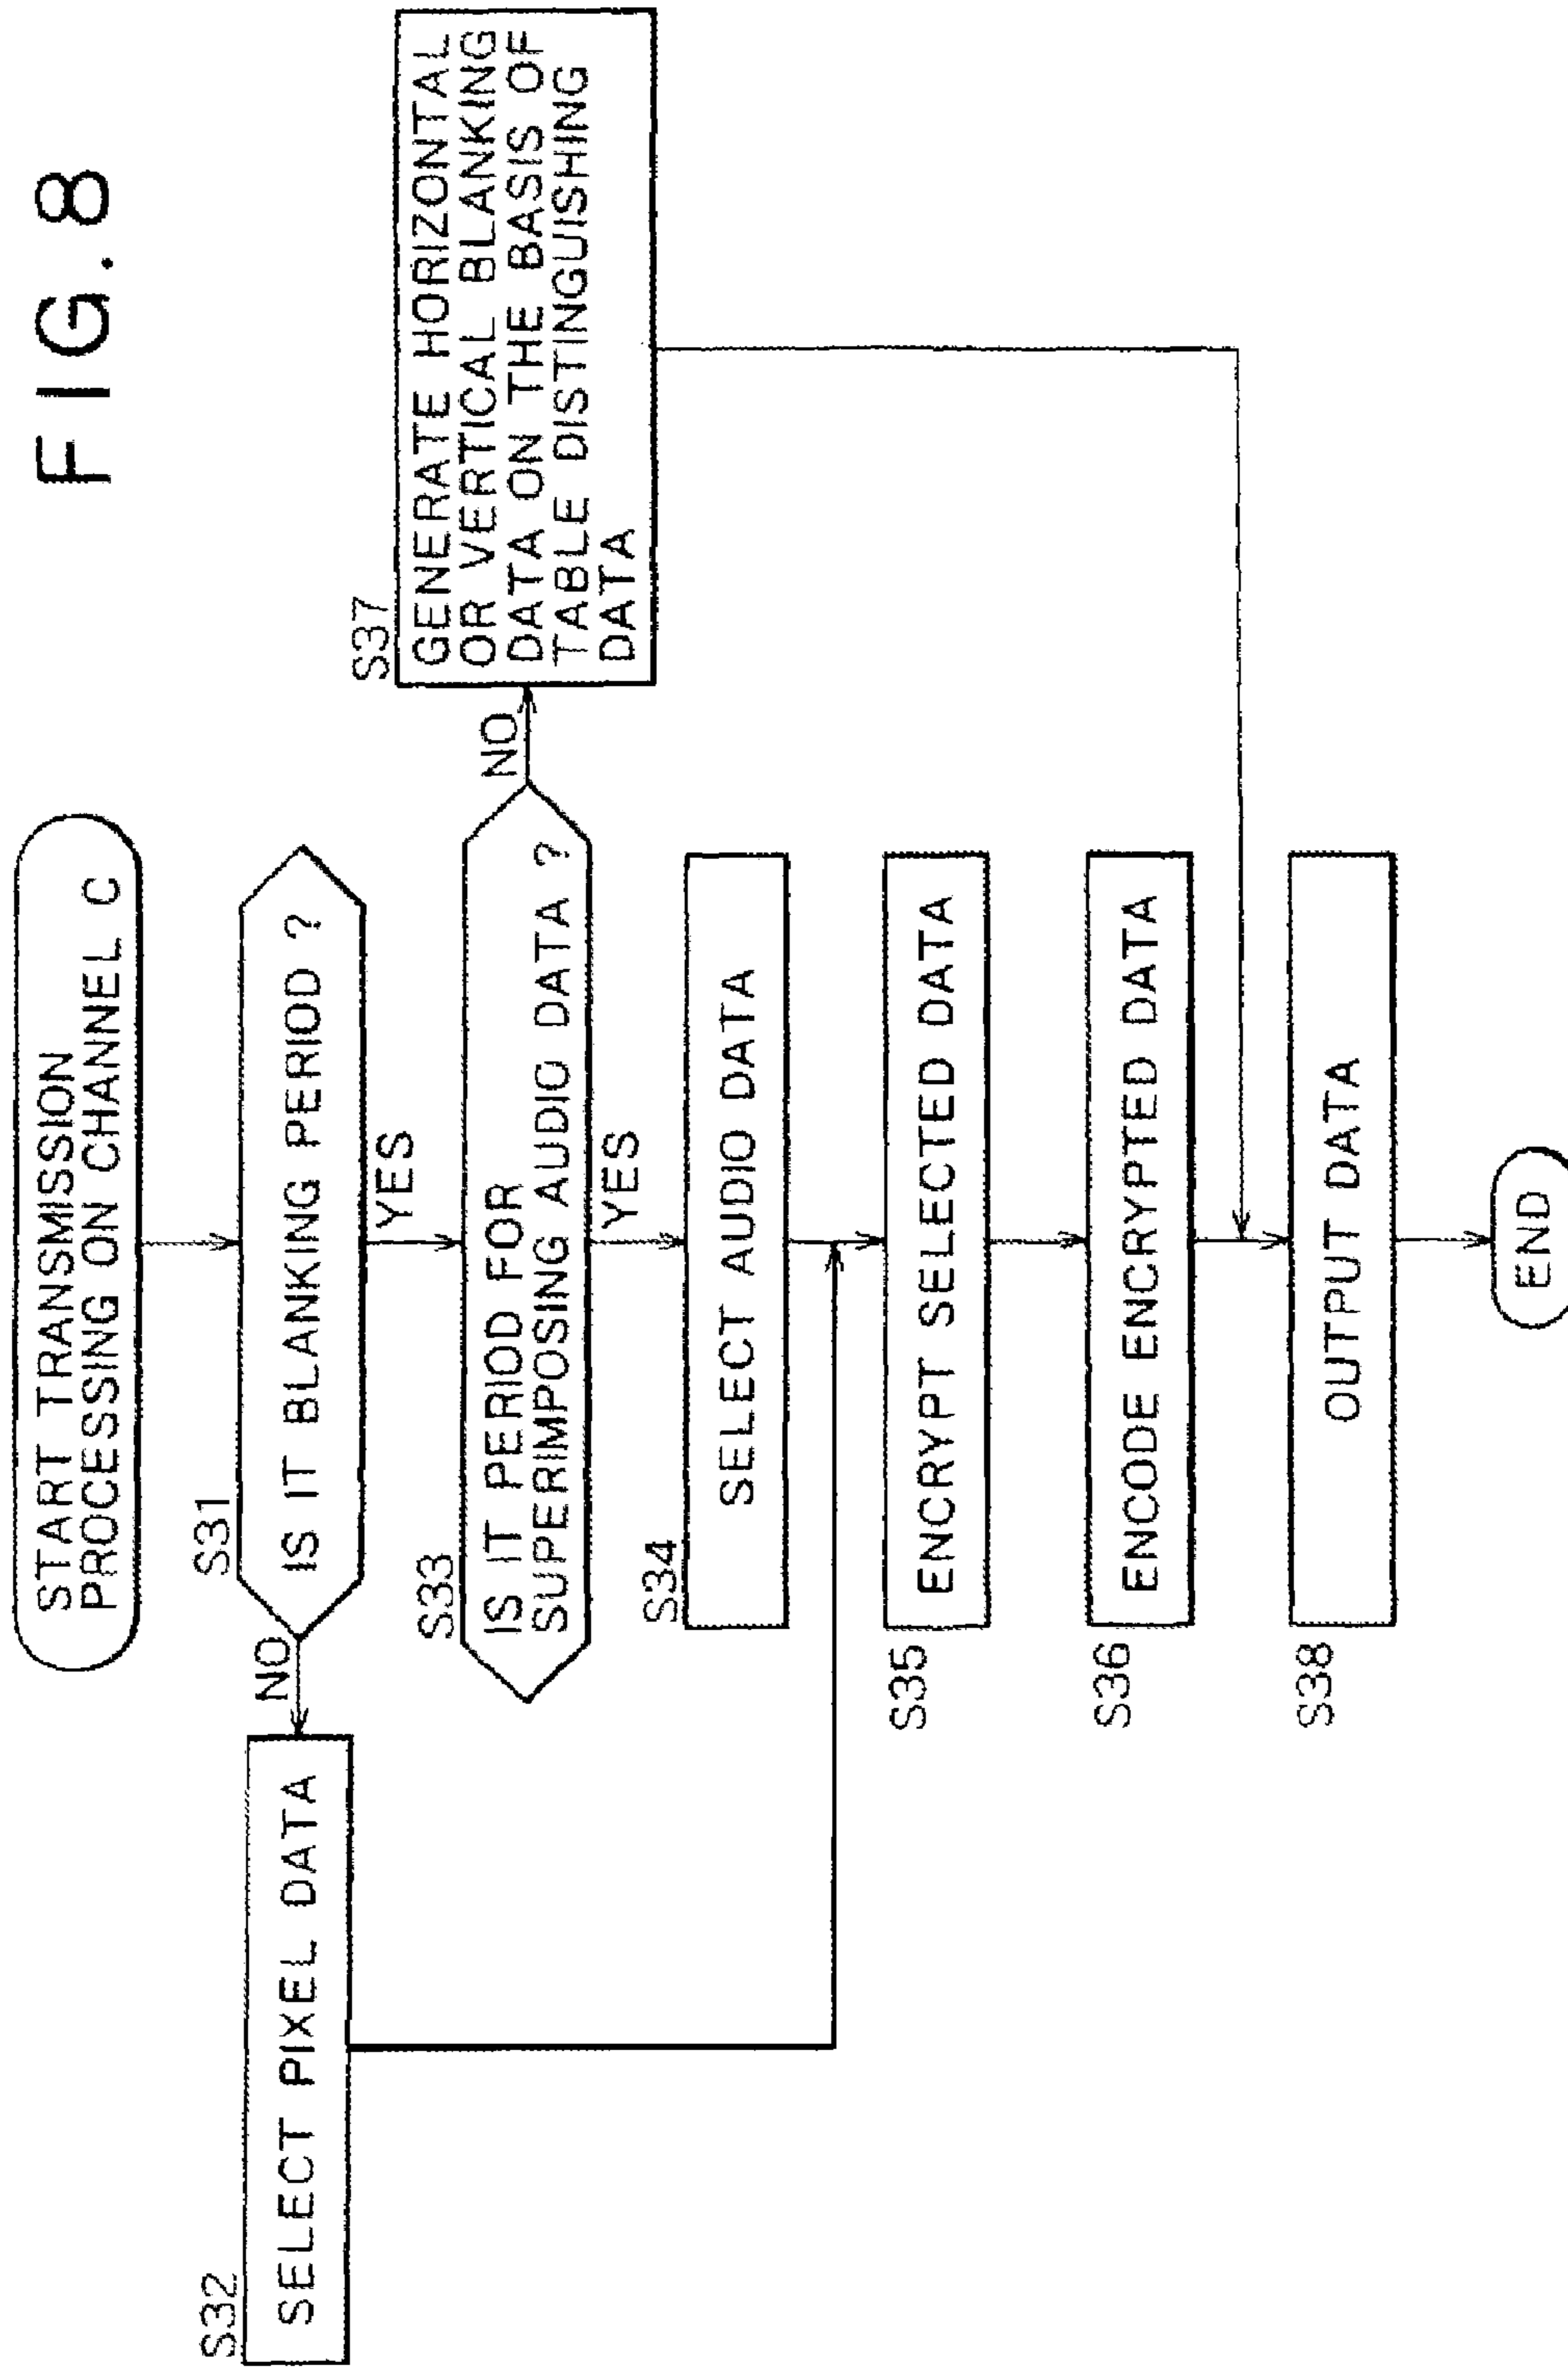 FIG. 8
START TRANSMISSION
PROCESSING ON CHANNEL C
S31
IS IT BLANKING PERIOD ?
NO
YES
S32
SELECT PIXEL DATA
S33
IS IT PERIOD FOR
SUPERIMPOSING AUDIO DATA ?
NO
YES
S37
GENERATE HORIZONTAL
OR VERTICAL BLANKING
DATA ON THE BASIS OF
TABLE DISTINGUISHING
DATA
S34
SELECT AUDIO DATA
S35
ENCRYPT SELECTED DATA
S36
ENCODE ENCRYPTED DATA
S38
OUTPUT DATA
END